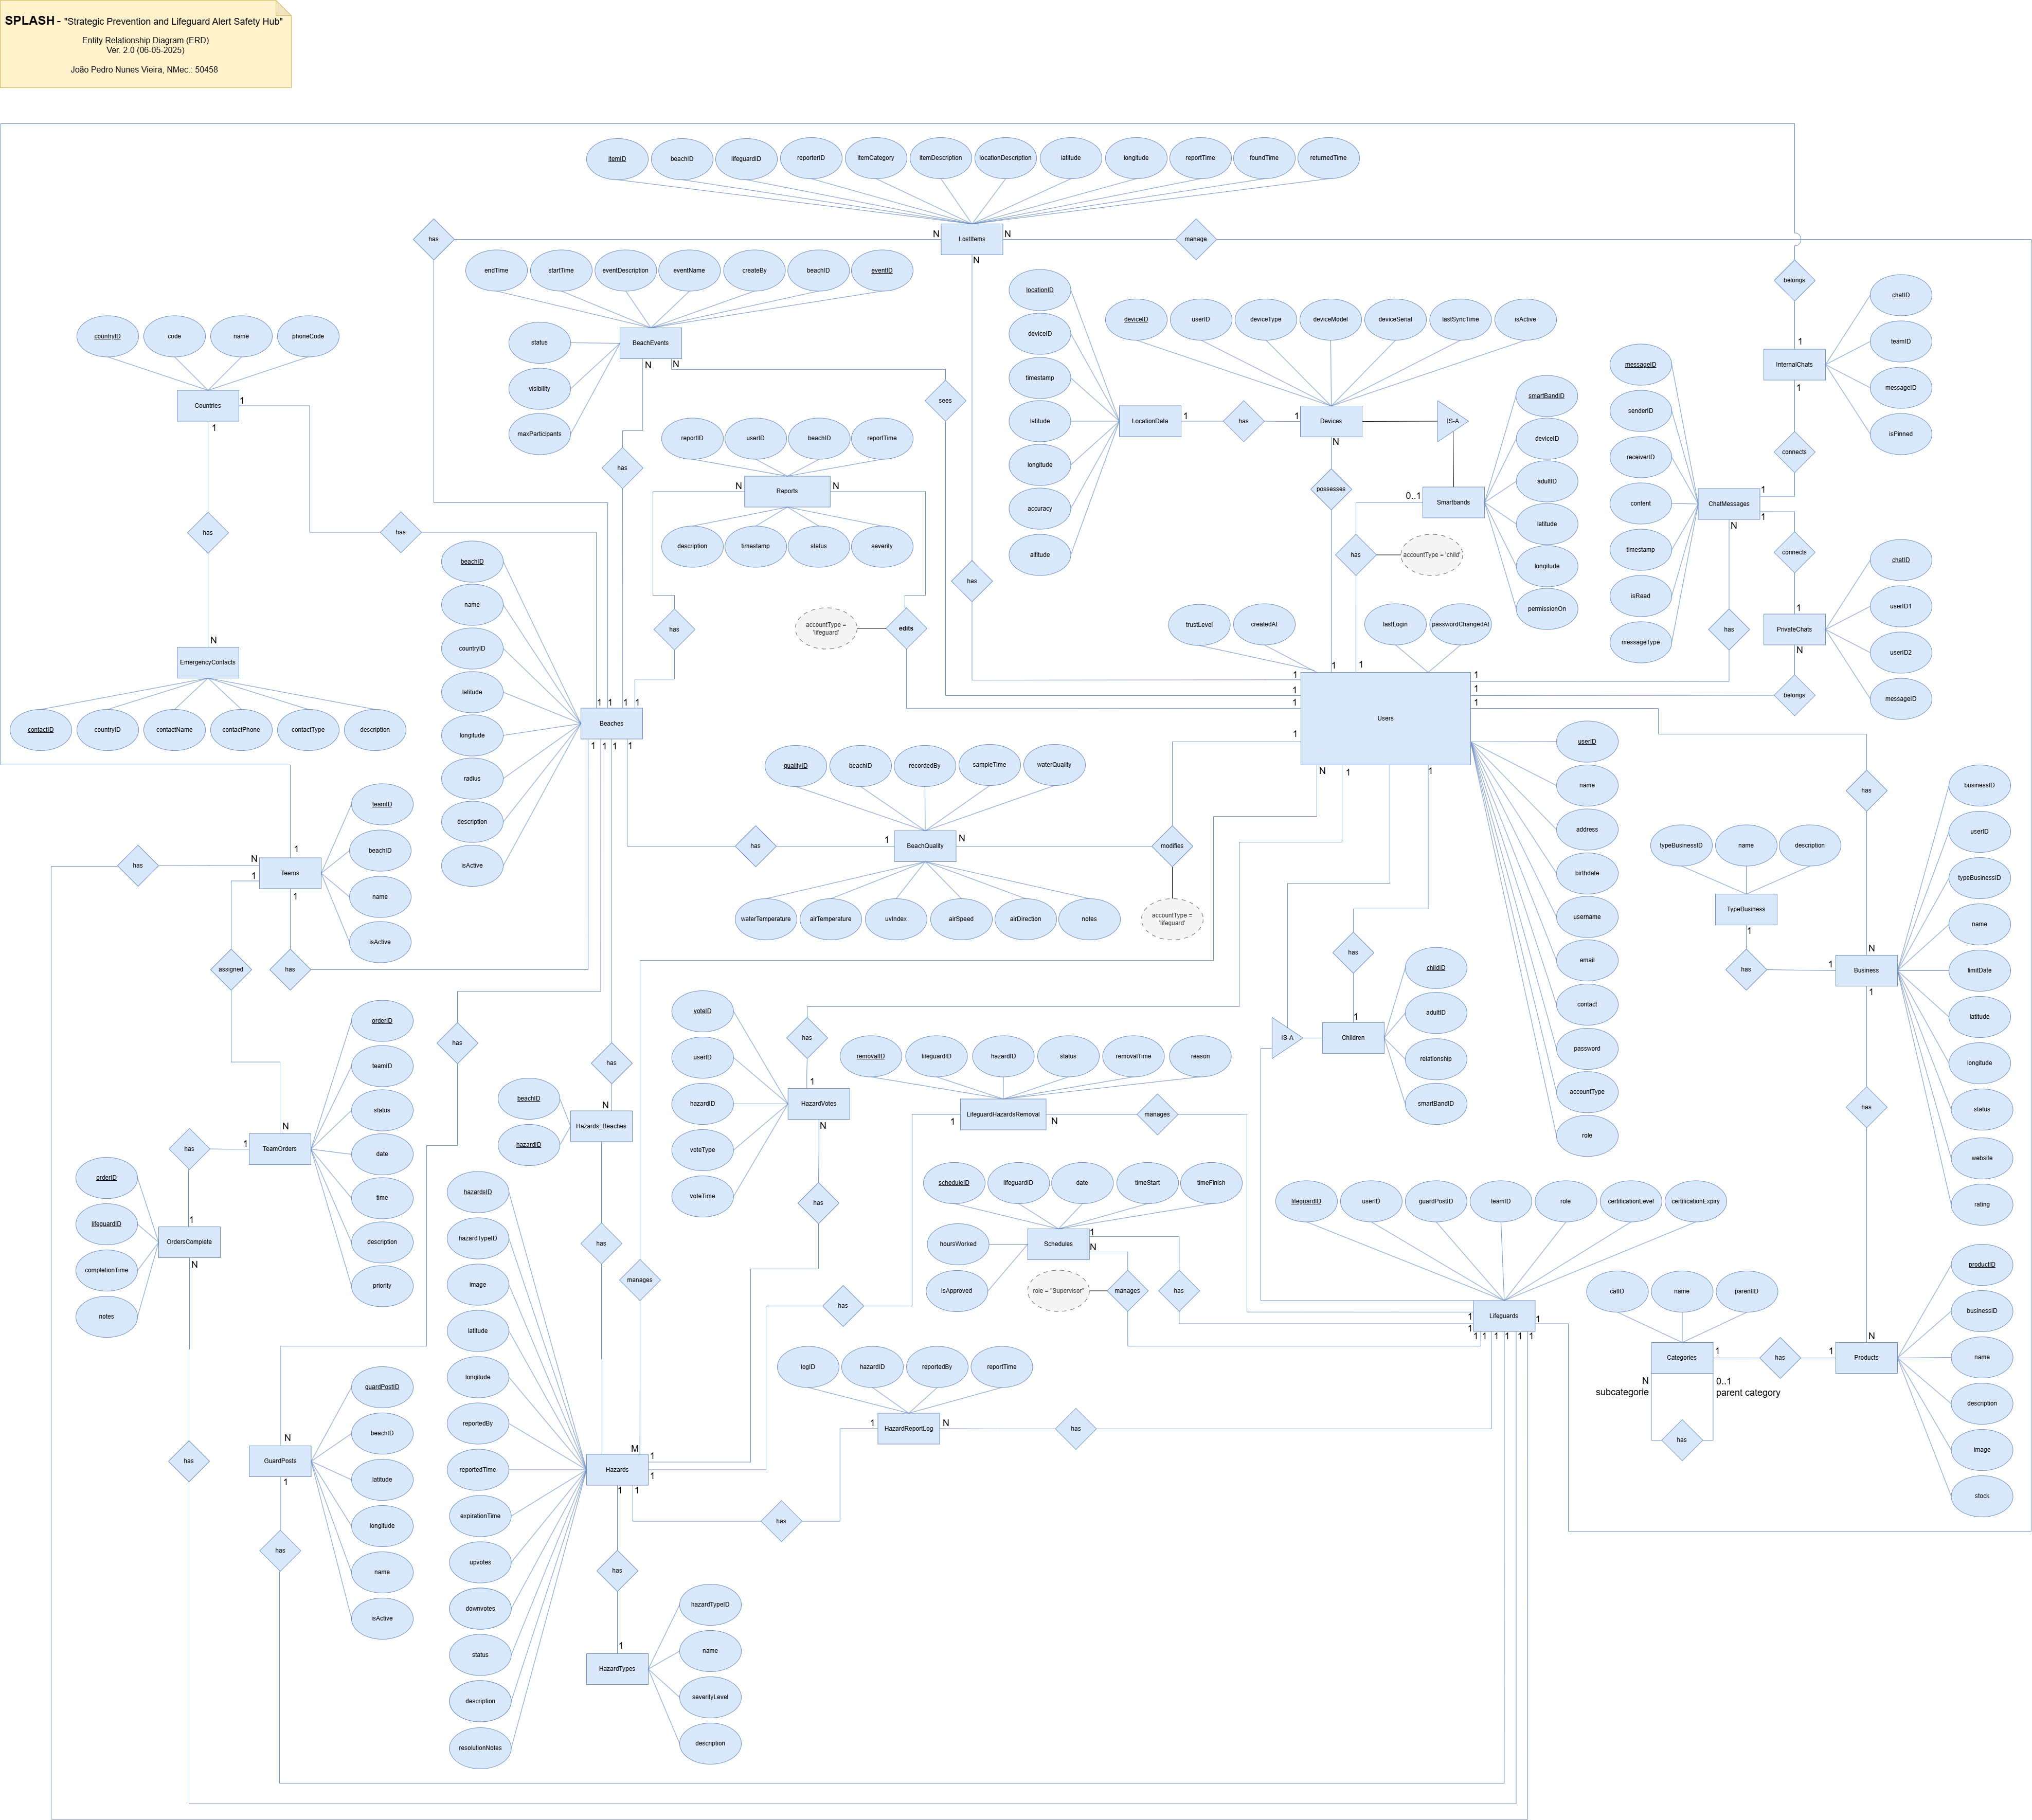 SPLASH - "Strategic Prevention and Lifeguard Alert Safety Hub"
Entity Relationship Diagram (ERD)
Ver. 2.0 (06-05-2025)
João Pedro Nunes Vieira, NMec.: 50458
itemID beachID lifeguardID reporterID itemCategory itemDescription locationDescription latitude longitude reportTime foundTime returnedTime
has N LostItems N manage
N
endTime startTime eventDescription eventName createBy beachID eventID
belongs
locationID
chatID
countryID code name phoneCode
deviceID userID deviceType deviceModel deviceSerial lastSyncTime isActive
deviceID
status BeachEvents
teamID
1
InternalChats
N N
messageID
timestamp
visibility
messageID
1
smartBandID
Countries 1
sees
senderID
1
maxParticipants
latitude LocationData 1 has 1 Devices IS-A
isPinned
reportID userID beachID reportTime
deviceID
N
connects
has
receiverID
longitude
adultID
N Reports N
possesses
0..1 Smartbands
1
content ChatMessages
accuracy
1
N
latitude
has
has
description timestamp status severity
has accountType = 'child'
timestamp
connects
altitude
chatID
beachID
longitude
has
isRead
userID1
name
accountType = 'lifeguard' edits
trustLevel createdAt lastLogin passwordChangedAt
permissionOn
1
has
has PrivateChats
N
messageType
N
countryID
userID2
EmergencyContacts
1 1
latitude
1 1
belongs messageID
1 1
1 1 1 1
1 1
contactID countryID contactName contactPhone contactType description
longitude Beaches
Users
1 1 1 1
1
userID
qualityID beachID recordedBy sampleTime waterQuality
N 1 1
radius
name
has
businessID
teamID
description
address
userID
1 has 1 BeachQuality N modifies
beachID
typeBusinessID name description
has N Teams
1
isActive
birthdate
typeBusinessID
1
name
waterTemperature airTemperature uvIndex airSpeed airDirection notes
accountType = 'lifeguard'
username
TypeBusiness
name
isActive
1
N
has
email
assigned has
childID
has 1 Business limitDate
1
voteID
contact
adultID
latitude
orderID
has
has
has
removalID lifeguardID hazardID status removalTime reason
IS-A 1 Children
password
longitude
teamID
userID
relationship
1
beachID
N
accountType
status
hazardID HazardVotes
1 LifeguardHazardsRemoval N manages
smartBandID
has
status
Hazards_Beaches
N
N
role
has 1 TeamOrders
hazardID
voteType
date
website
orderID
scheduleID lifeguardID date timeStart timeFinish
hazardsID
voteTime has
lifeguardID userID guardPostID teamID role certificationLevel certificationExpiry
rating
time
1
lifeguardID
hazardTypeID
has
1
OrdersComplete
hoursWorked Schedules
N
description
productID
N
completionTime
manages
image
isApproved role = "Supervisor" manages has
catID name parentID
priority
has
businessID
notes
1
1
Lifeguards 1
latitude
1 1 1 1 1 1
N
guardPostID
logID hazardID reportedBy reportTime
1 has 1 Products name
Categories
longitude
N 0..1
subcategorie parent category
description
beachID
reportedBy
1 HazardReportLog N has
N
M
has
has GuardPosts
latitude
reportedTime Hazards
1
1
image
1
1 1
longitude
expirationTime
stock
has
has
name
upvotes
has
isActive
downvotes
hazardTypeID
1
status
name
HazardTypes
description
severityLevel
resolutionNotes
description